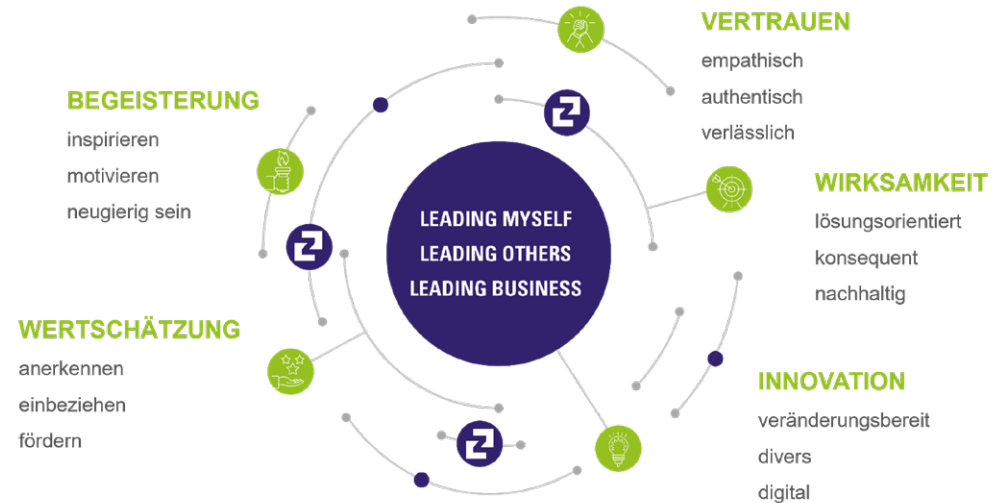 VERTRAUEN
empathisch
authentisch
verlässlich
BEGEISTERUNG
inspirieren
motivieren
neugierig sein
WIRKSAMKEIT
lösungsorientiert
konsequent
nachhaltig
LEADING MYSELF
LEADING OTHERS
LEADING BUSINESS
WERTSCHÄTZUNG
anerkennen
einbeziehen
fördern
INNOVATION
veränderungsbereit
divers
digital